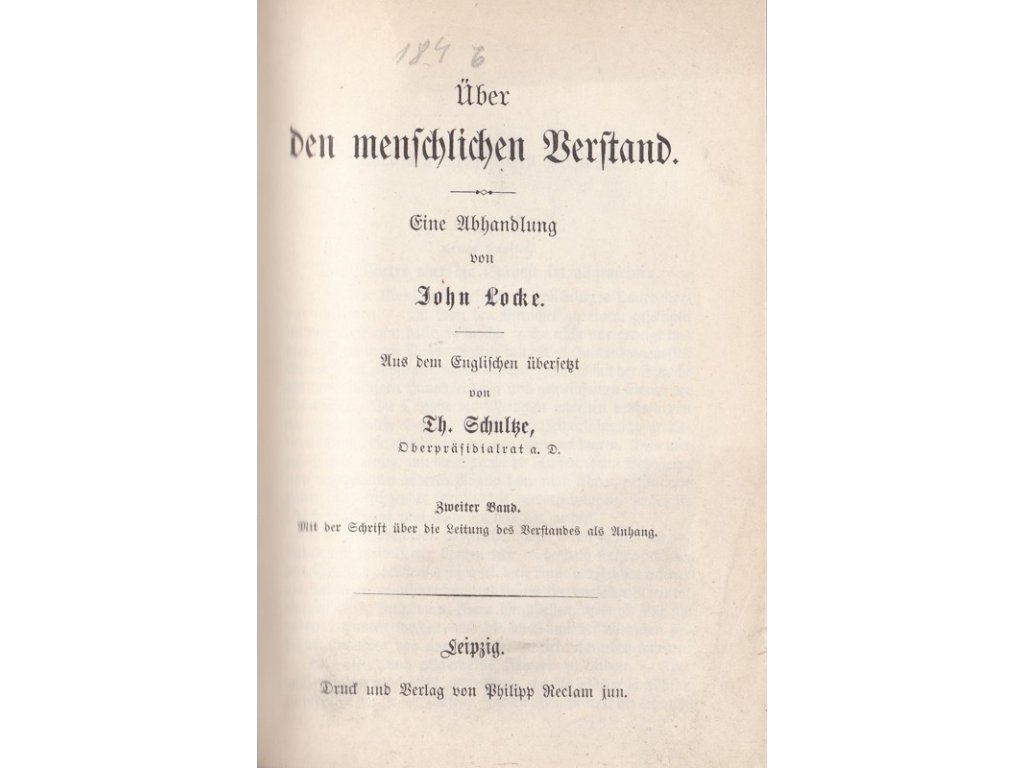 184 6
Über
den menschlichen Verstand.
Eine Abhandlung
von
John Locke.
Aus dem Englischen übersetzt
von
Th. Schultze,
Oberpräsidialrat a. D.
Zweiter Band.
Mit der Schrift über die Leitung des Verstandes als Anhang.
Leipzig.
Druck und Verlag von Philipp Reclam jun.